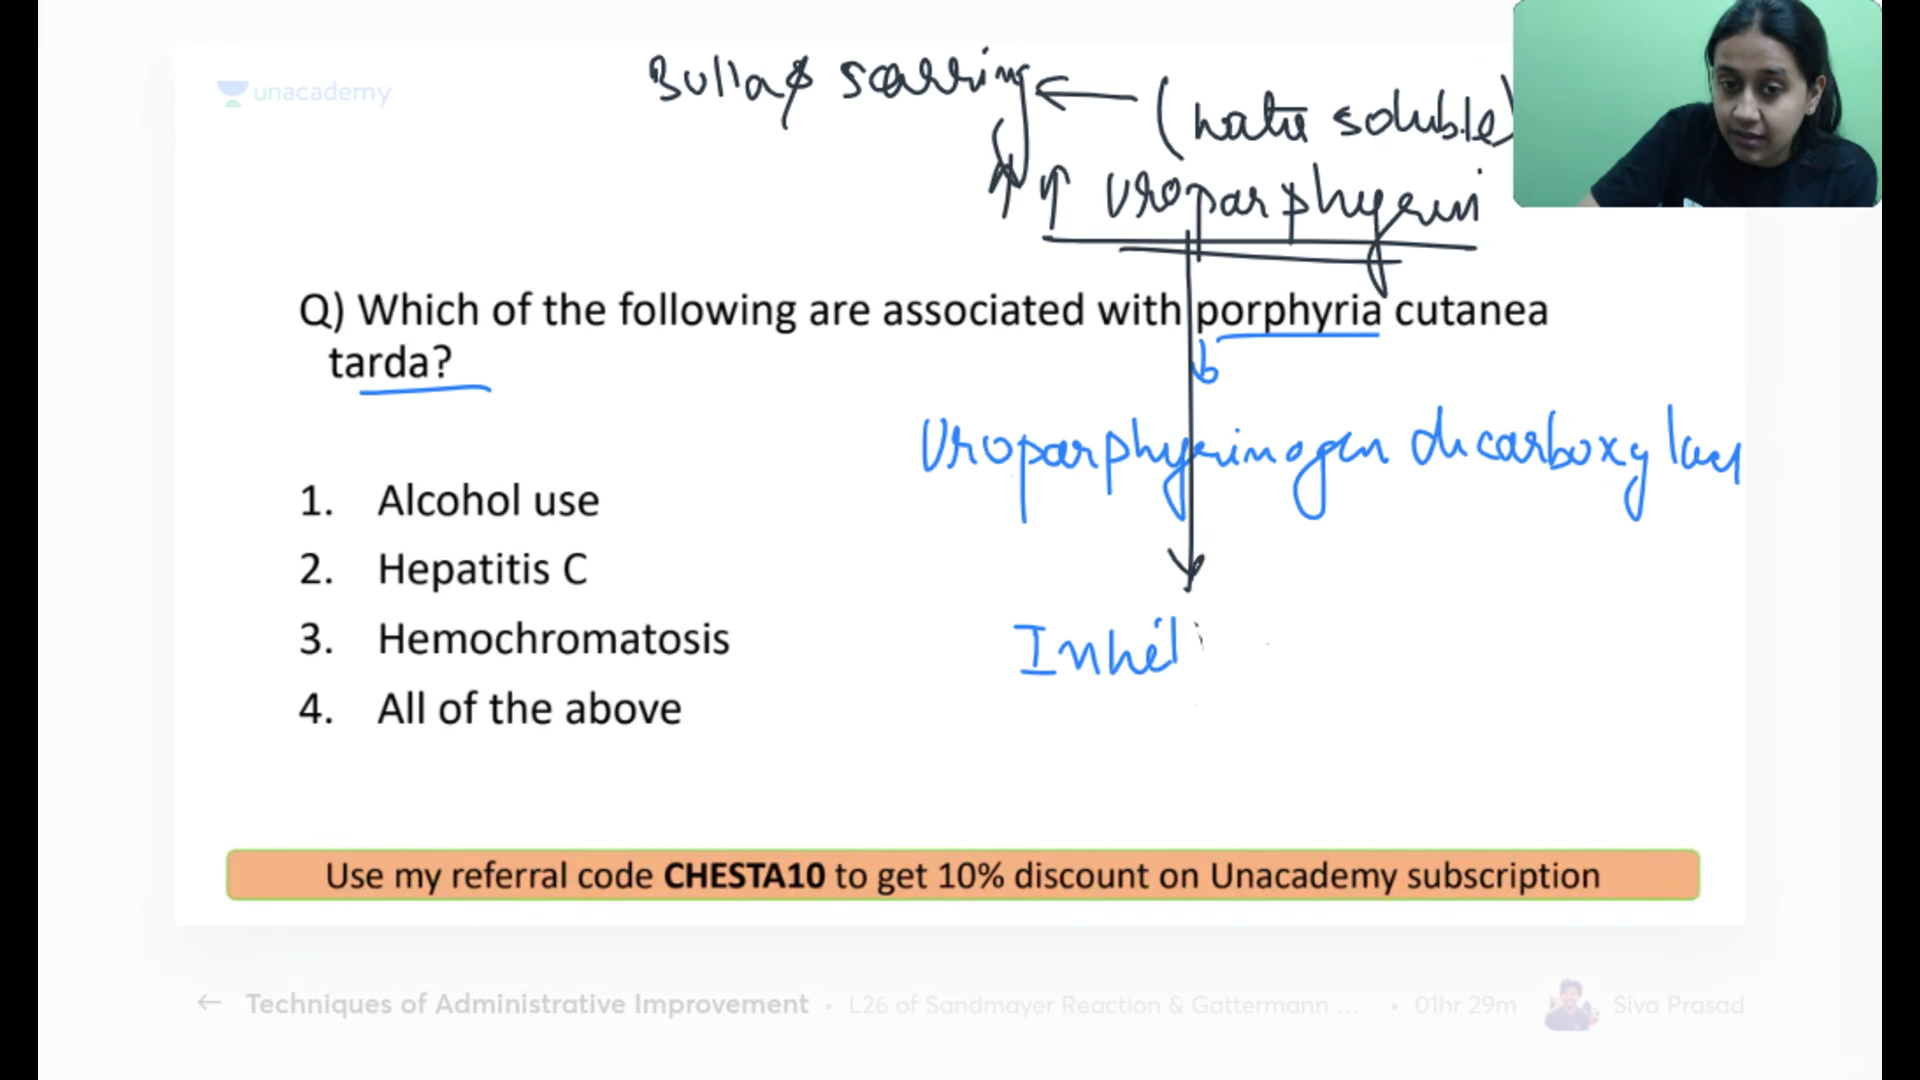 Bullae & scarring
(water soluble)
unacademy
↑ Uroporphyrin
Q) Which of the following are associated with porphyria cutanea
tarda?
Uroporphyrinogen decarboxylase
1. Alcohol use
2. Hepatitis C
Inhi
3. Hemochromatosis
4. All of the above
Use my referral code CHESTA10 to get 10% discount on Unacademy subscription
← Techniques of Administrative Improvement • L26 of Sandmayer Reaction & Gattermann ... • 01hr 29m Siva Prasad